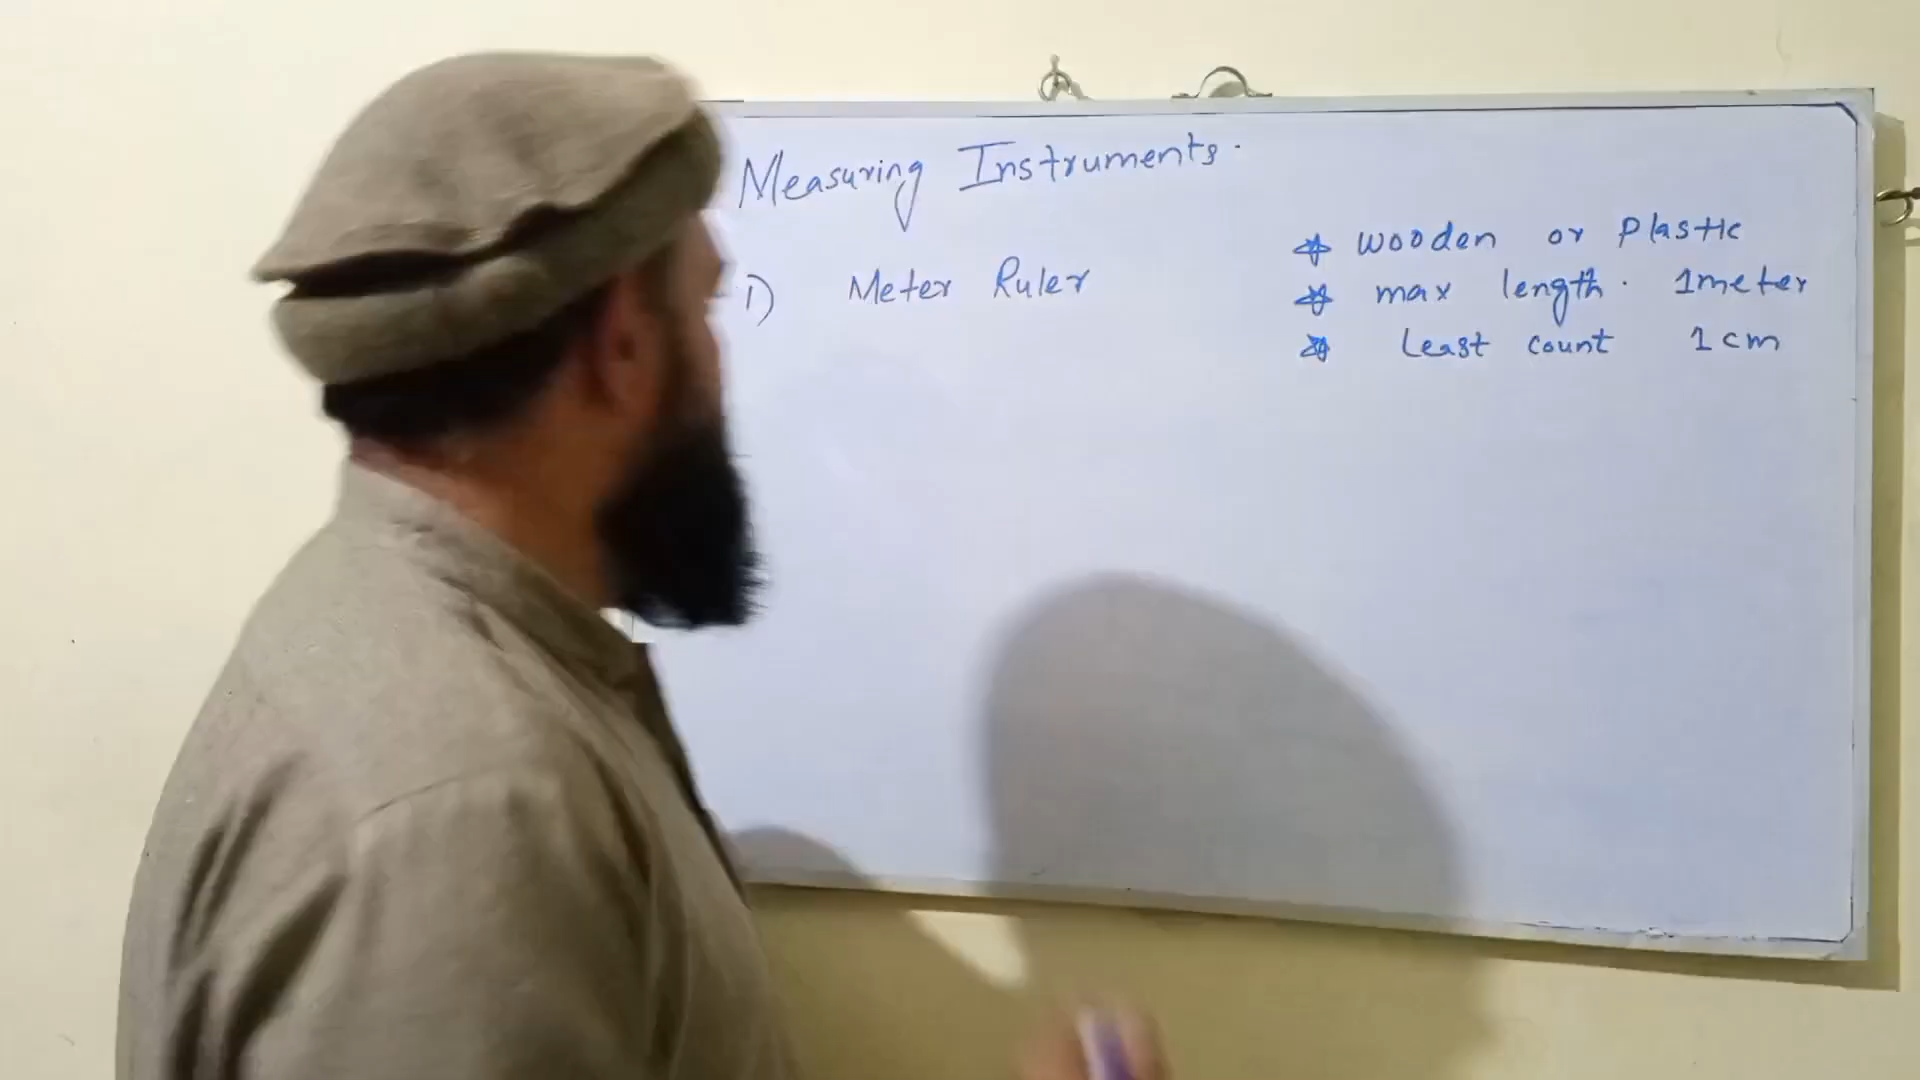 Measuring Instruments.
1) Meter Ruler
* wooden or Plastic
* max length. 1meter
* Least count 1cm